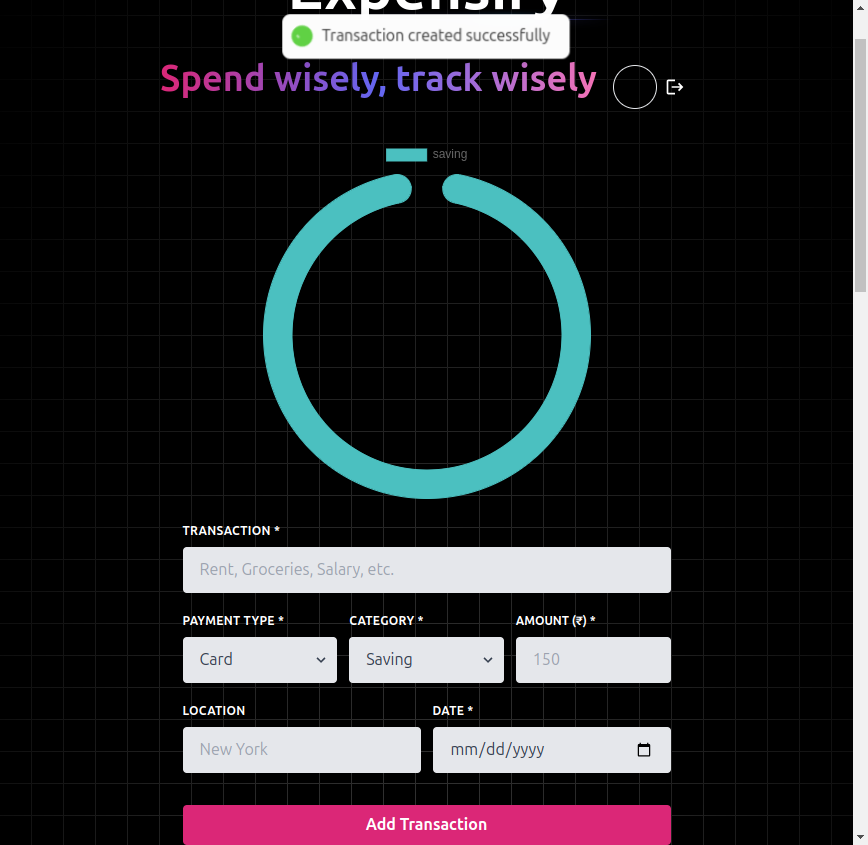 Expensify
Transaction created successfully
Spend wisely, track wisely
saving
TRANSACTION *
Rent, Groceries, Salary, etc.
PAYMENT TYPE * CATEGORY * AMOUNT (₹) *
Card Saving 150
LOCATION DATE *
New York mm/dd/yyyy
Add Transaction